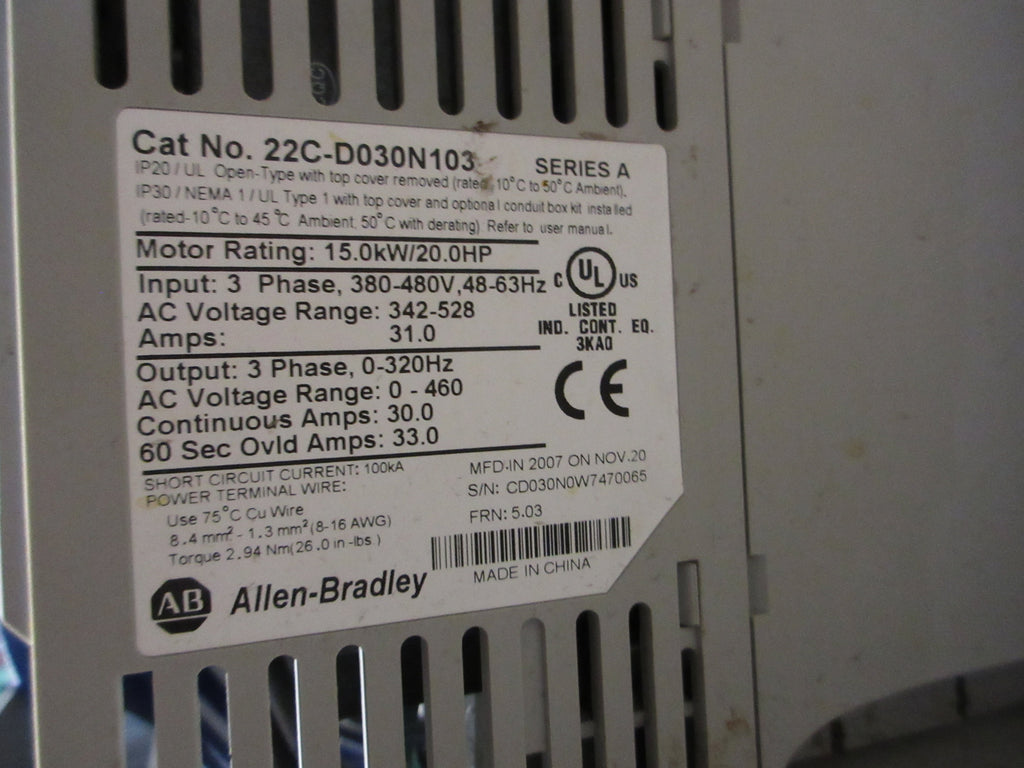 Cat No. 22C-D030N103 SERIES A
IP20 / UL Open-Type with top cover removed (rated- 10°C to 50°C Ambient),
IP30 / NEMA 1 / UL Type 1 with top cover and optional conduit box kit installed
(rated-10°C to 45 °C Ambient, 50°C with derating). Refer to user manual.
Motor Rating: 15.0kW/20.0HP
Input: 3 Phase, 380-480V,48-63Hz
AC Voltage Range: 342-528
Amps: 31.0
C UL US
LISTED
IND. CONT. EQ.
3KA0
Output: 3 Phase, 0-320Hz
AC Voltage Range: 0 - 460
Continuous Amps: 30.0
60 Sec Ovld Amps: 33.0
CE
SHORT CIRCUIT CURRENT: 100kA
POWER TERMINAL WIRE:
Use 75°C Cu Wire
8.4 mm² - 1.3 mm²(8-16 AWG)
Torque 2.94 Nm(26.0 in-lbs.)
MFD-IN 2007 ON NOV.20
S/N: CD030N0W7470065
FRN: 5.03
MADE IN CHINA
AB Allen-Bradley